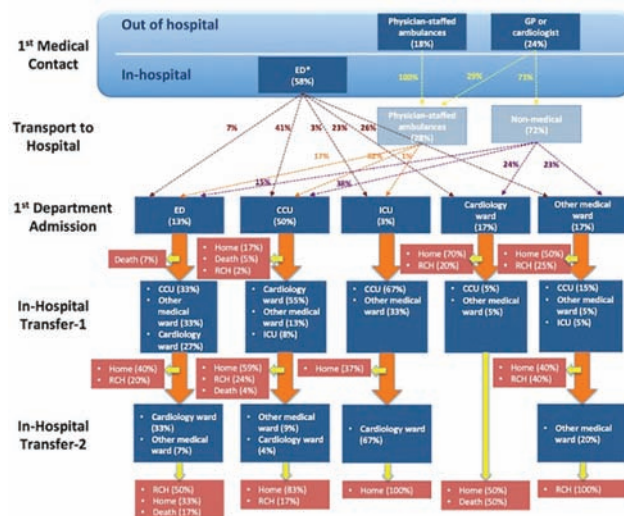 Out of hospital
Physician-staffed
ambulances
(18%)
GP or
cardiologist
(24%)
1st Medical
Contact
In-hospital
ED*
(58%)
100%
29%
71%
Transport to
Hospital
Physician-staffed
ambulances
(28%)
Non-medical
(72%)
7%
41%
3%
23%
26%
17%
82%
1%
15%
38%
24%
23%
1st Department
Admission
ED
(13%)
CCU
(50%)
ICU
(3%)
Cardiology
ward
(17%)
Other medical
ward
(17%)
Death (7%)
• Home (17%)
• Death (5%)
• RCH (2%)
• Home (70%)
• RCH (20%)
• Home (50%)
• RCH (25%)
In-Hospital
Transfer-1
• CCU (33%)
• Other
medical
ward (33%)
• Cardiology
ward (27%)
• Cardiology
ward (55%)
• Other medical
ward (13%)
• ICU (8%)
• CCU (67%)
• Other medical
ward (33%)
• CCU (5%)
• Other medical
ward (5%)
• CCU (15%)
• Other medical
ward (5%)
• ICU (5%)
• Home (40%)
• RCH (20%)
• Home (59%)
• RCH (24%)
• Death (4%)
• Home (37%)
• Home (40%)
• RCH (40%)
In-Hospital
Transfer-2
• Cardiology ward
(33%)
• Other medical
ward (7%)
• Other medical
ward (9%)
• Cardiology ward
(4%)
• Cardiology ward
(67%)
• Other medical
ward (20%)
• RCH (50%)
• Home (33%)
• Death (17%)
• Home (83%)
• RCH (17%)
• Home (100%)
• Home (50%)
• Death (50%)
• RCH (100%)